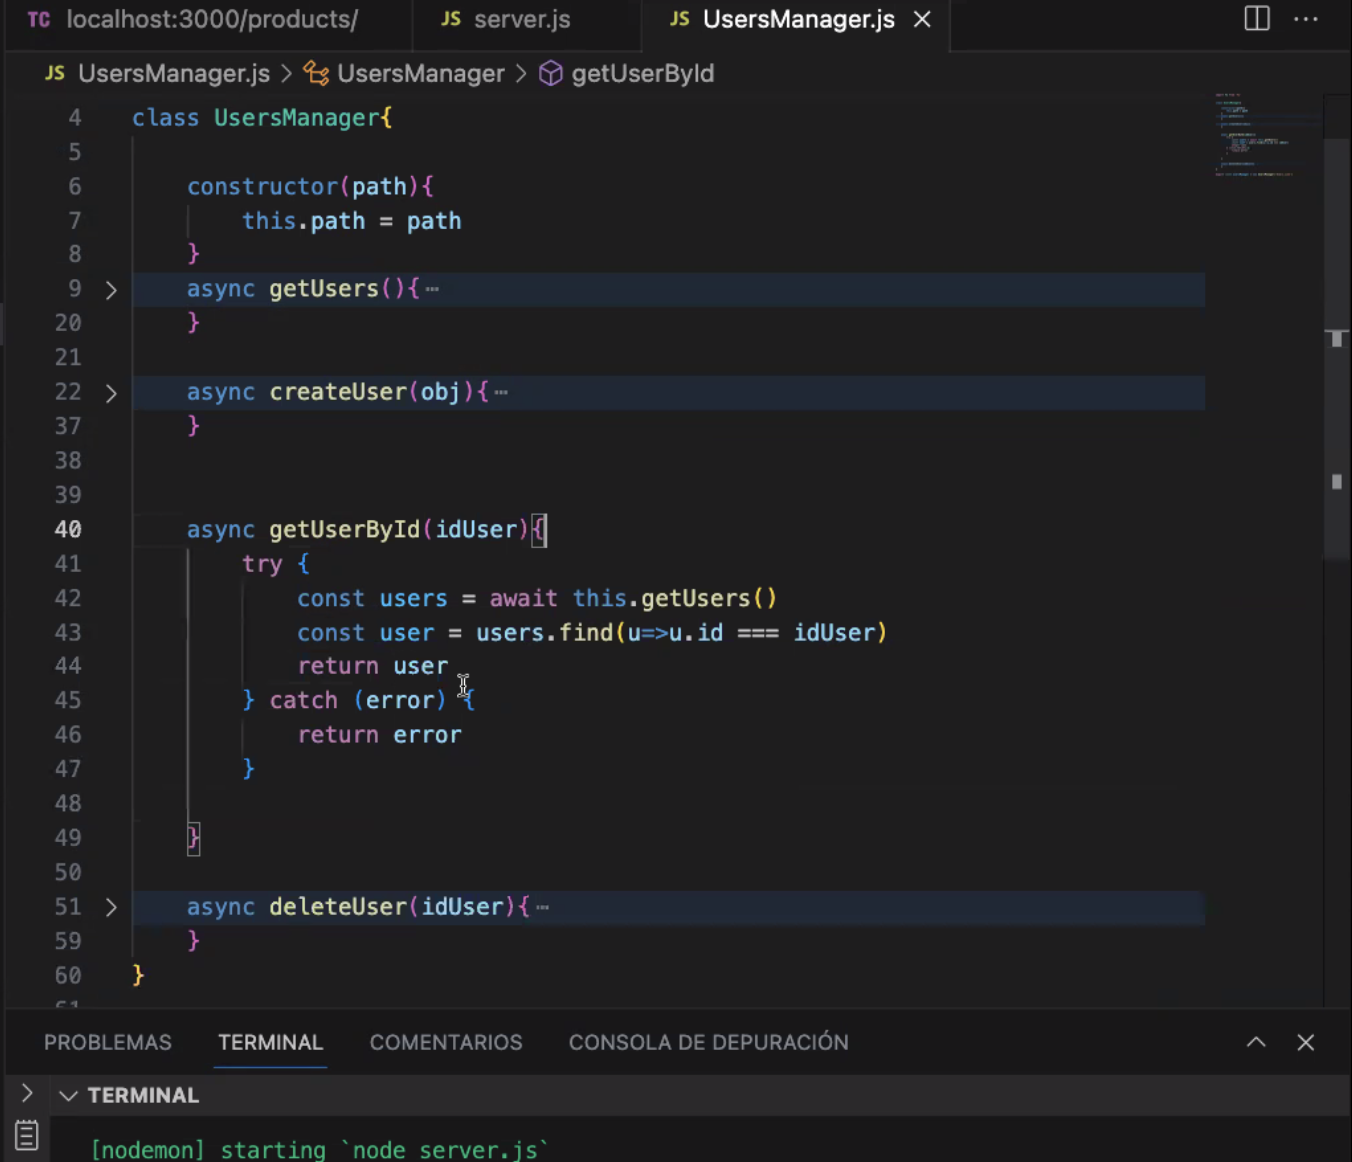 TC localhost:3000/products/ JS server.js JS UsersManager.js
JS UsersManager.js > UsersManager > getUserById
4 class UsersManager{
5
6 constructor(path){
7 this.path = path
8 }
9 async getUsers(){ ⋯
20 }
21
22 async createUser(obj){ ⋯
37 }
38
39
40 async getUserById(idUser){
41 try {
42 const users = await this.getUsers()
43 const user = users.find(u=>u.id === idUser)
44 return user
45 } catch (error) {
46 return error
47 }
48
49 }
50
51 async deleteUser(idUser){ ⋯
59 }
60 }
61
PROBLEMAS TERMINAL COMENTARIOS CONSOLA DE DEPURACIÓN
TERMINAL
[nodemon] starting `node server.js`